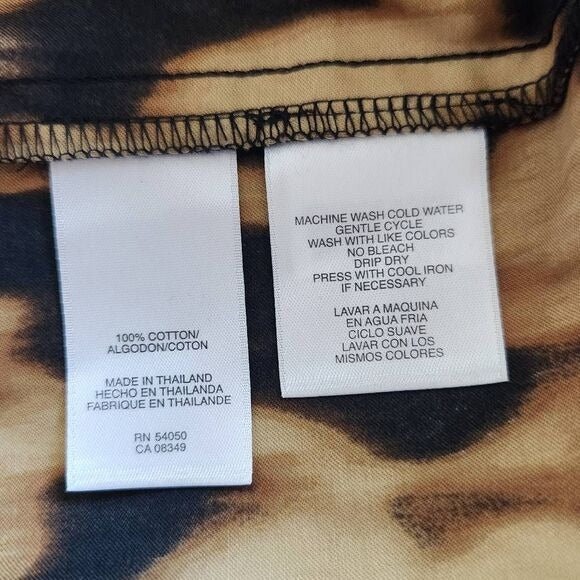 100% COTTON/
ALGODON/COTON
MADE IN THAILAND
HECHO EN THAILANDA
FABRIQUE EN THAILANDE
RN 54050
CA 08349
MACHINE WASH COLD WATER
GENTLE CYCLE
WASH WITH LIKE COLORS
NO BLEACH
DRIP DRY
PRESS WITH COOL IRON
IF NECESSARY
LAVAR A MAQUINA
EN AGUA FRIA
CICLO SUAVE
LAVAR CON LOS
MISMOS COLORES